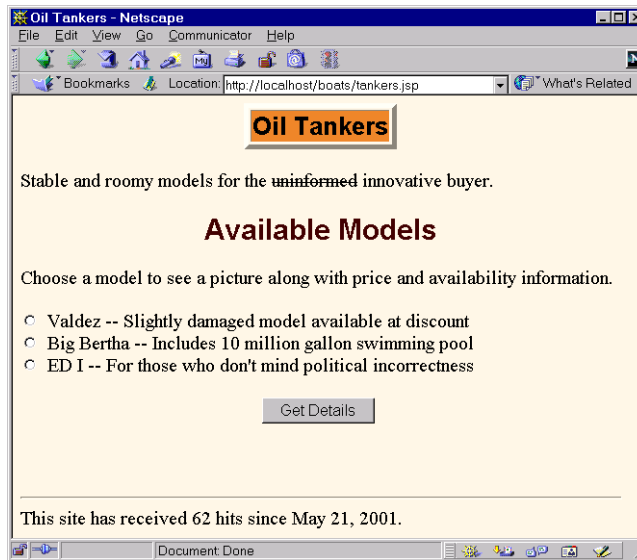 Oil Tankers - Netscape
File Edit View Go Communicator Help
My
Bookmarks Location: http://localhost/boats/tankers.jsp What's Related
N
Oil Tankers
Stable and roomy models for the uninformed innovative buyer.
Available Models
Choose a model to see a picture along with price and availability information.
Valdez -- Slightly damaged model available at discount
Big Bertha -- Includes 10 million gallon swimming pool
ED I -- For those who don't mind political incorrectness
Get Details
This site has received 62 hits since May 21, 2001.
Document: Done